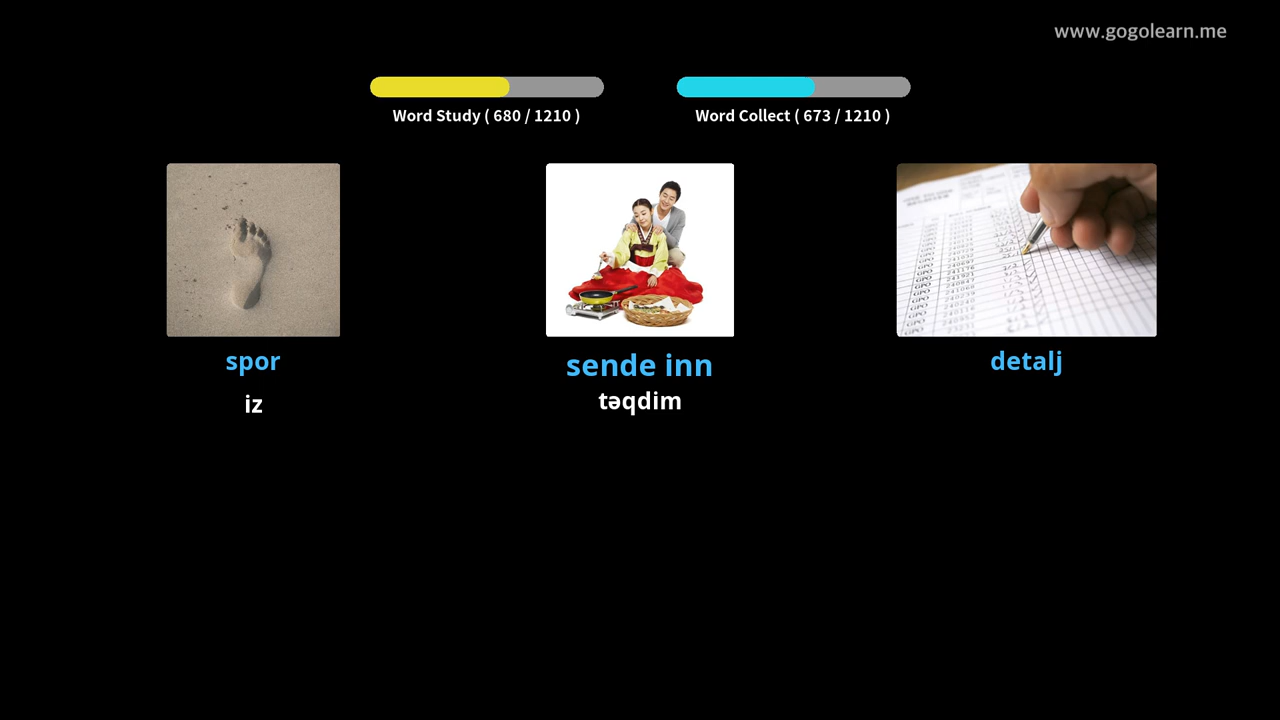 www.gogolearn.me
Word Study ( 680 / 1210 )
Word Collect ( 673 / 1210 )
spor
sende inn
detalj
iz
təqdim